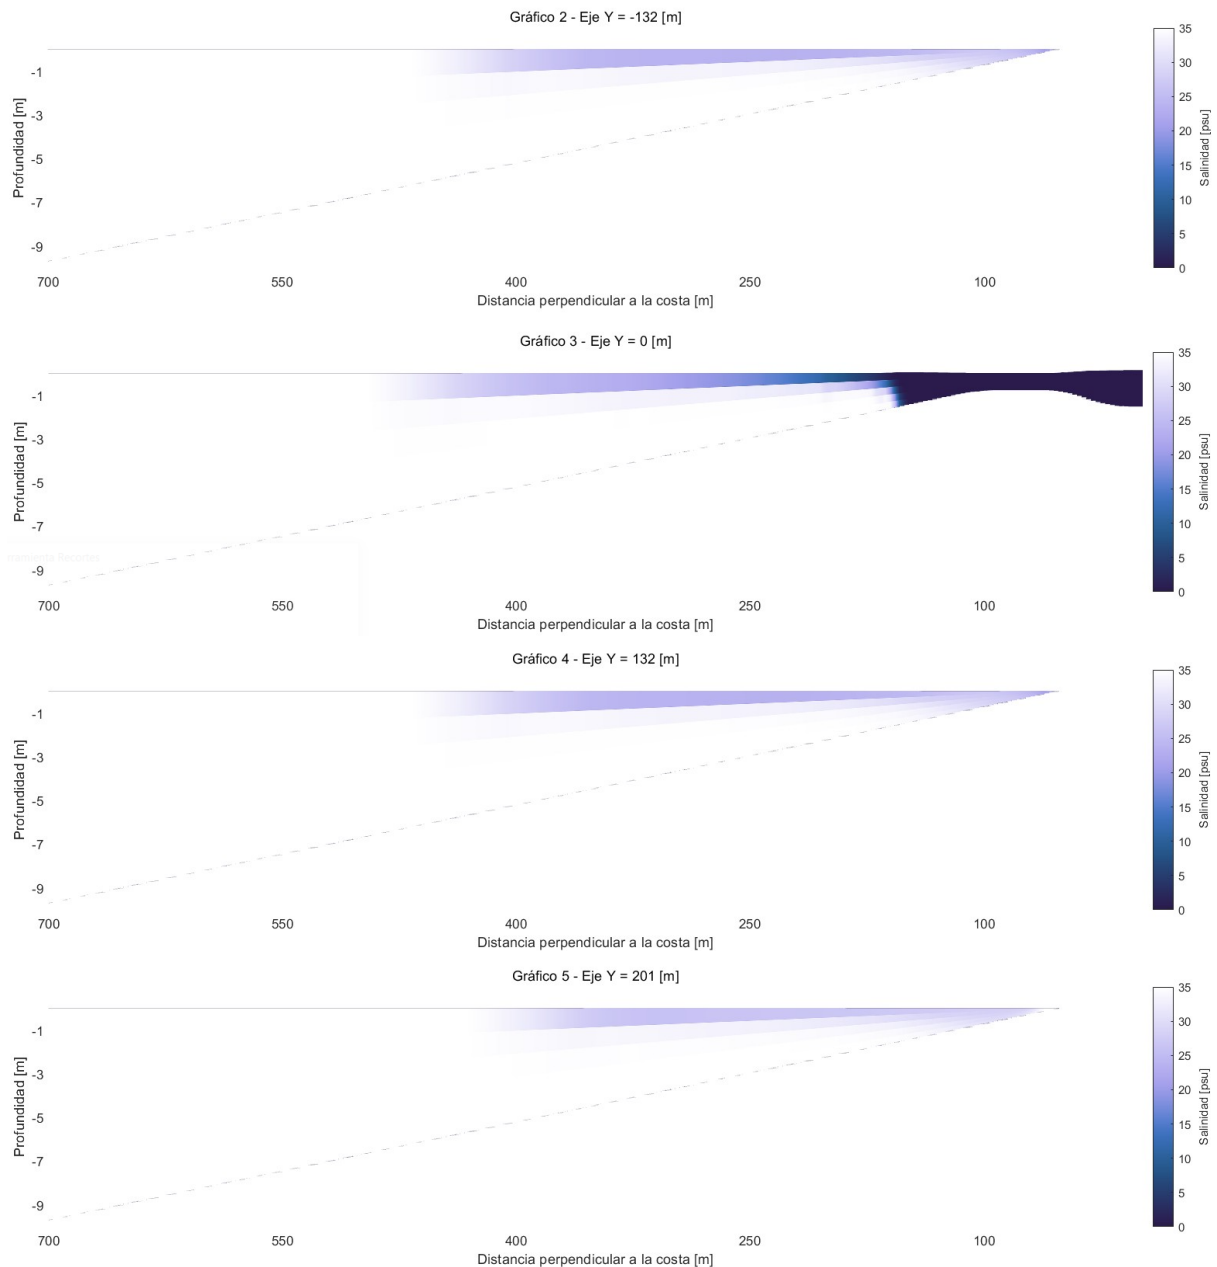 Gráfico 2 - Eje Y = -132 [m]
-1
-3
-5
-7
-9
Profundidad [m]
700 550 400 250 100
Distancia perpendicular a la costa [m]
35
30
25
20
15
10
5
0
Salinidad [psu]
Gráfico 3 - Eje Y = 0 [m]
-1
-3
-5
-7
-9
Profundidad [m]
700 550 400 250 100
Distancia perpendicular a la costa [m]
35
30
25
20
15
10
5
0
Salinidad [psu]
Gráfico 4 - Eje Y = 132 [m]
-1
-3
-5
-7
-9
Profundidad [m]
700 550 400 250 100
Distancia perpendicular a la costa [m]
35
30
25
20
15
10
5
0
Salinidad [psu]
Gráfico 5 - Eje Y = 201 [m]
-1
-3
-5
-7
-9
Profundidad [m]
700 550 400 250 100
Distancia perpendicular a la costa [m]
35
30
25
20
15
10
5
0
Salinidad [psu]